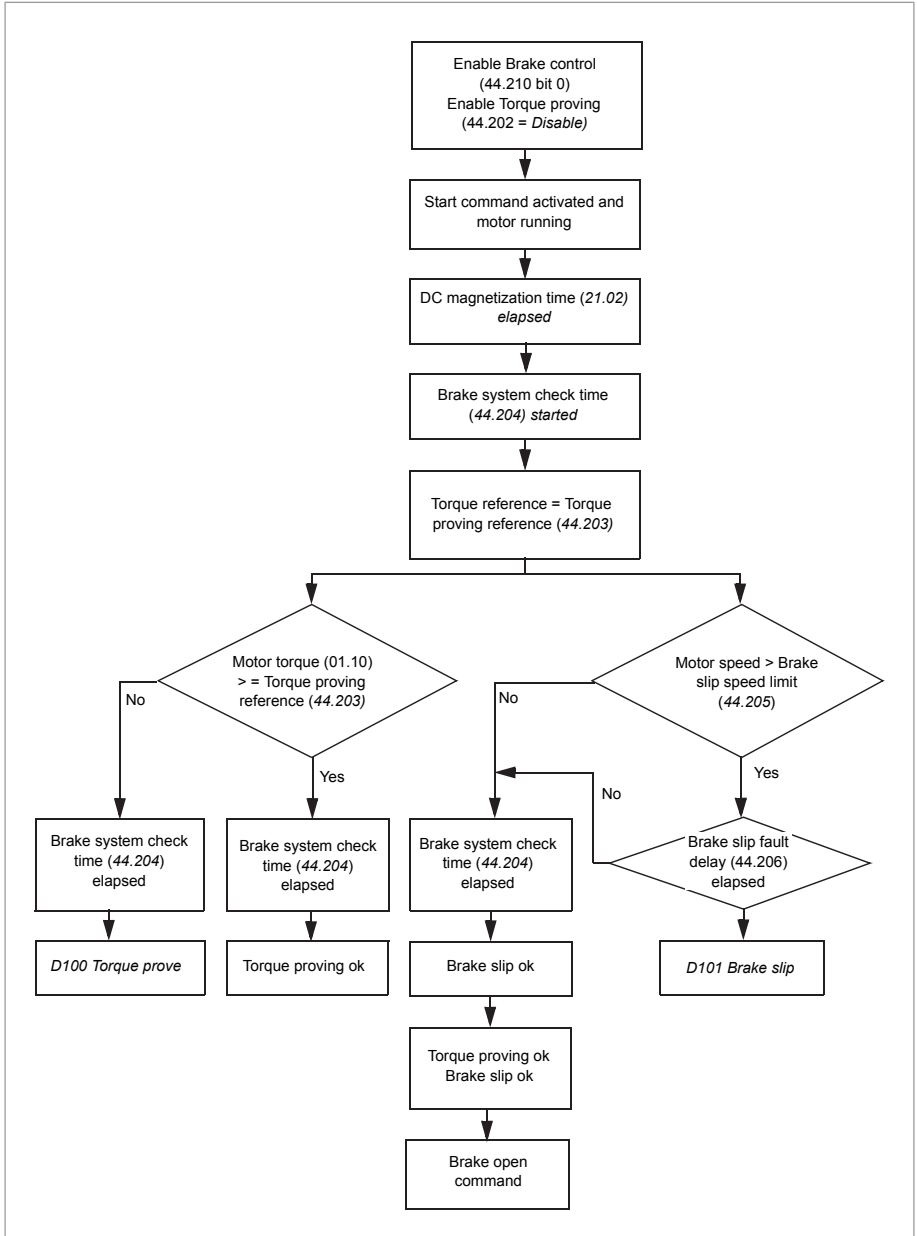 Enable Brake control
(44.210 bit 0)
Enable Torque proving
(44.202 = Disable)
Start command activated and
motor running
DC magnetization time (21.02)
elapsed
Brake system check time
(44.204) started
Torque reference = Torque
proving reference (44.203)
Motor torque (01.10)
> = Torque proving
reference (44.203)
No
Yes
Motor speed > Brake
slip speed limit
(44.205)
No
Yes
No
Brake system check
time (44.204)
elapsed
Brake system check
time (44.204)
elapsed
Brake system check
time (44.204)
elapsed
Brake slip fault
delay (44.206)
elapsed
D100 Torque prove
Torque proving ok
Brake slip ok
D101 Brake slip
Torque proving ok
Brake slip ok
Brake open
command